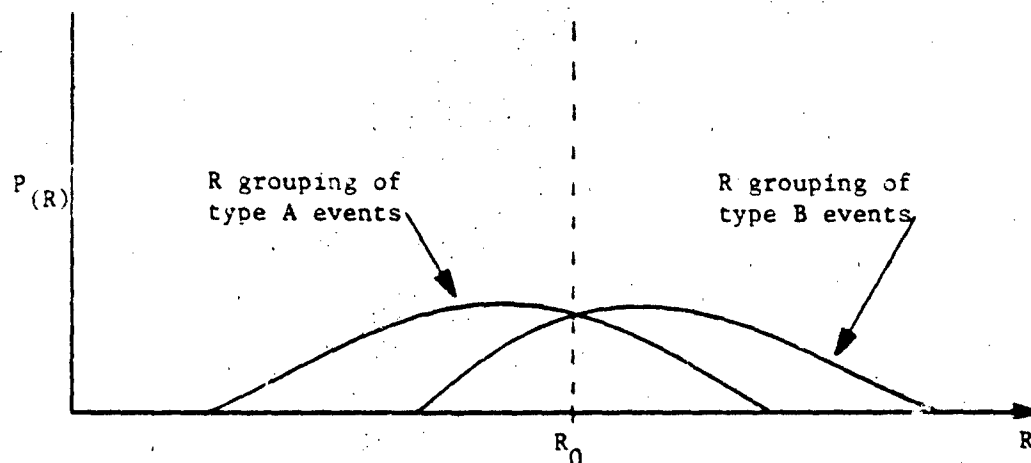 P(R)
R grouping of
type A events
R grouping of
type B events
R0
R